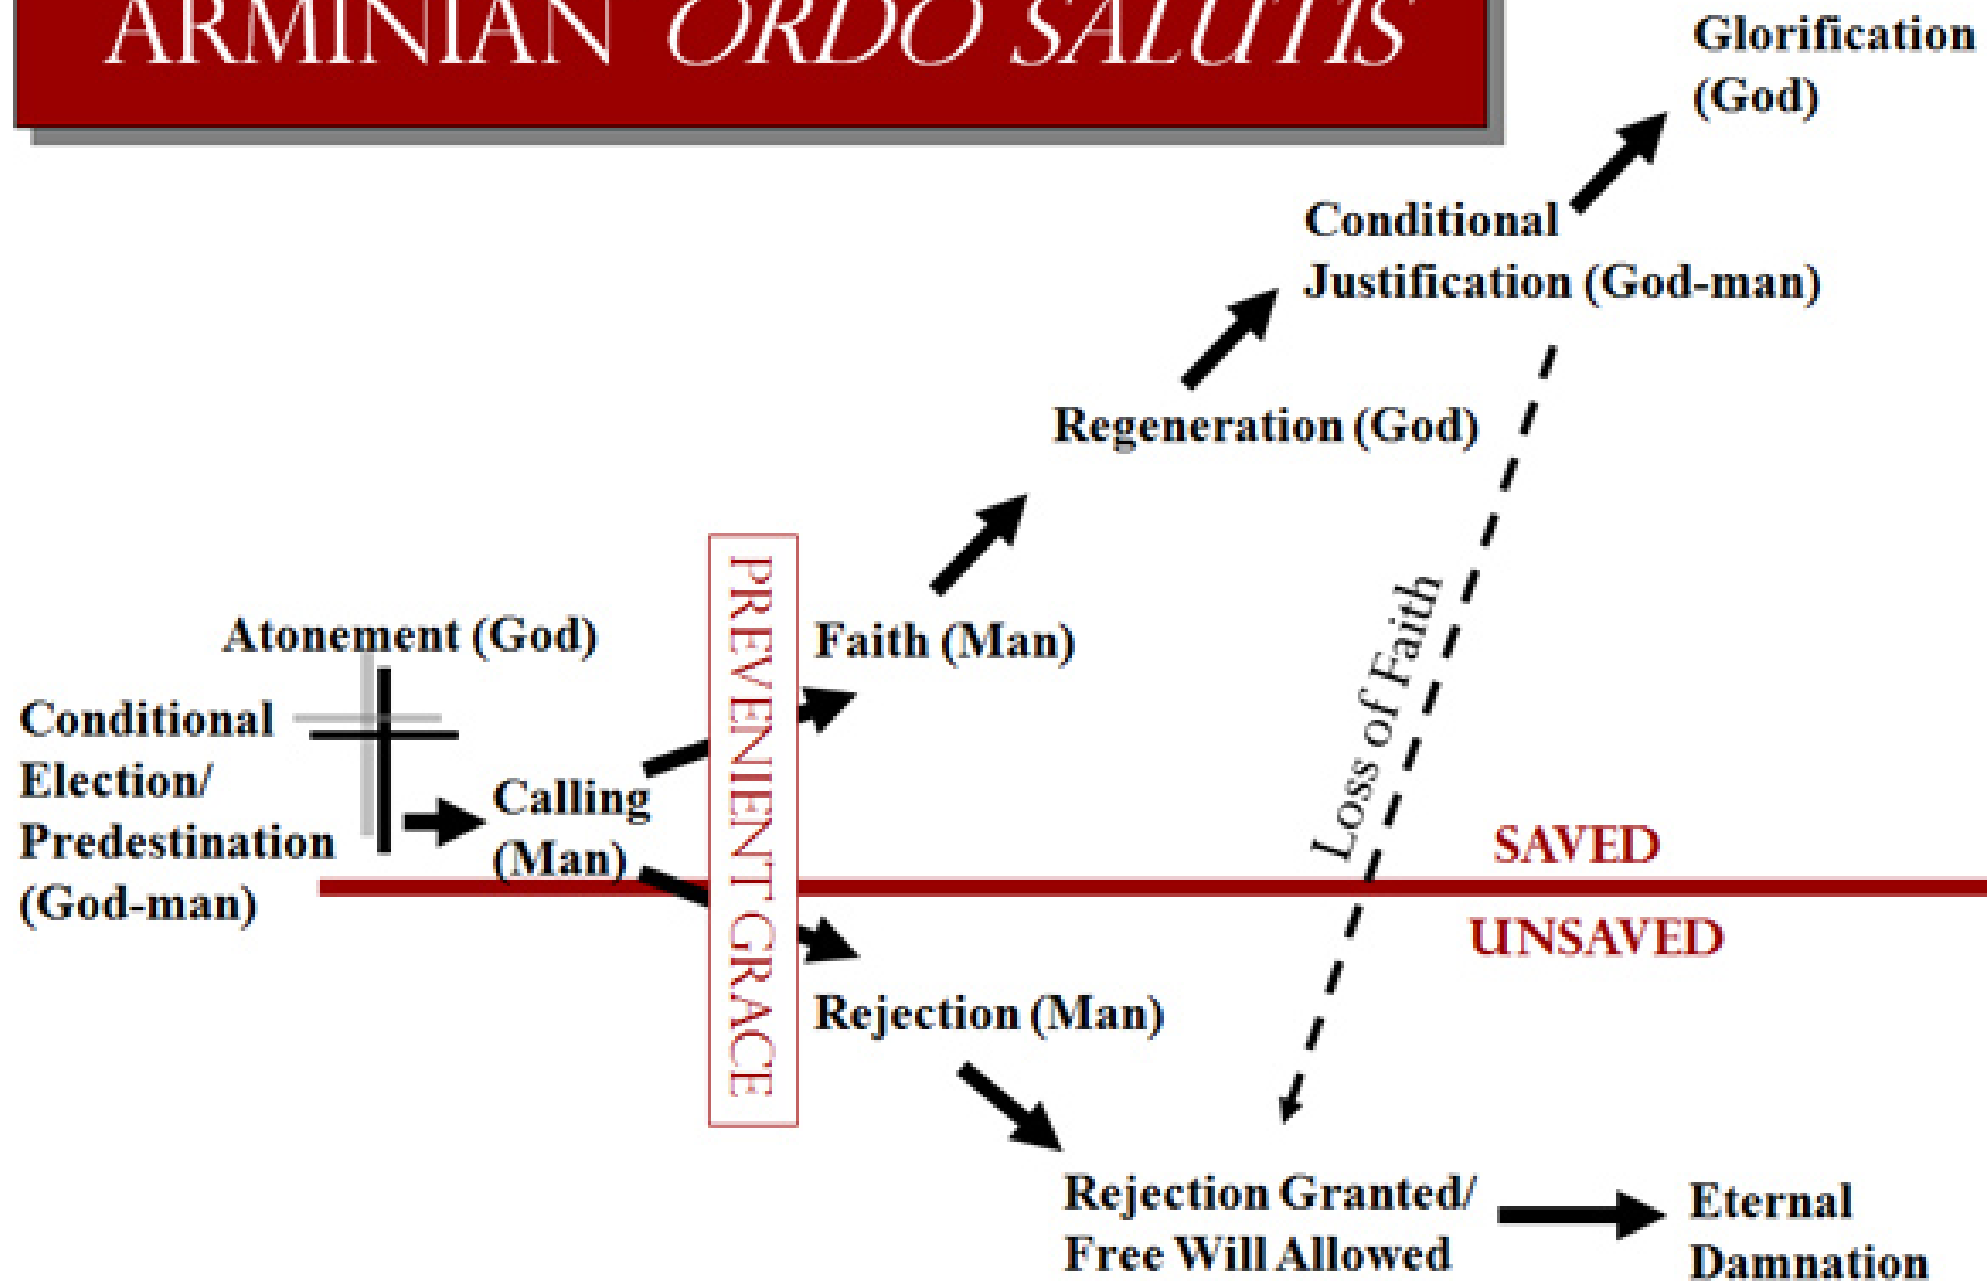 ARMINIAN ORDO SALUTIS
Glorification
(God)
Conditional
Justification (God-man)
Regeneration (God)
PREVENIENT GRACE
Faith (Man)
Atonement (God)
Conditional
Election/
Predestination
(God-man)
Calling
(Man)
Loss of Faith
SAVED
UNSAVED
Rejection (Man)
Rejection Granted/
Free Will Allowed
Eternal
Damnation